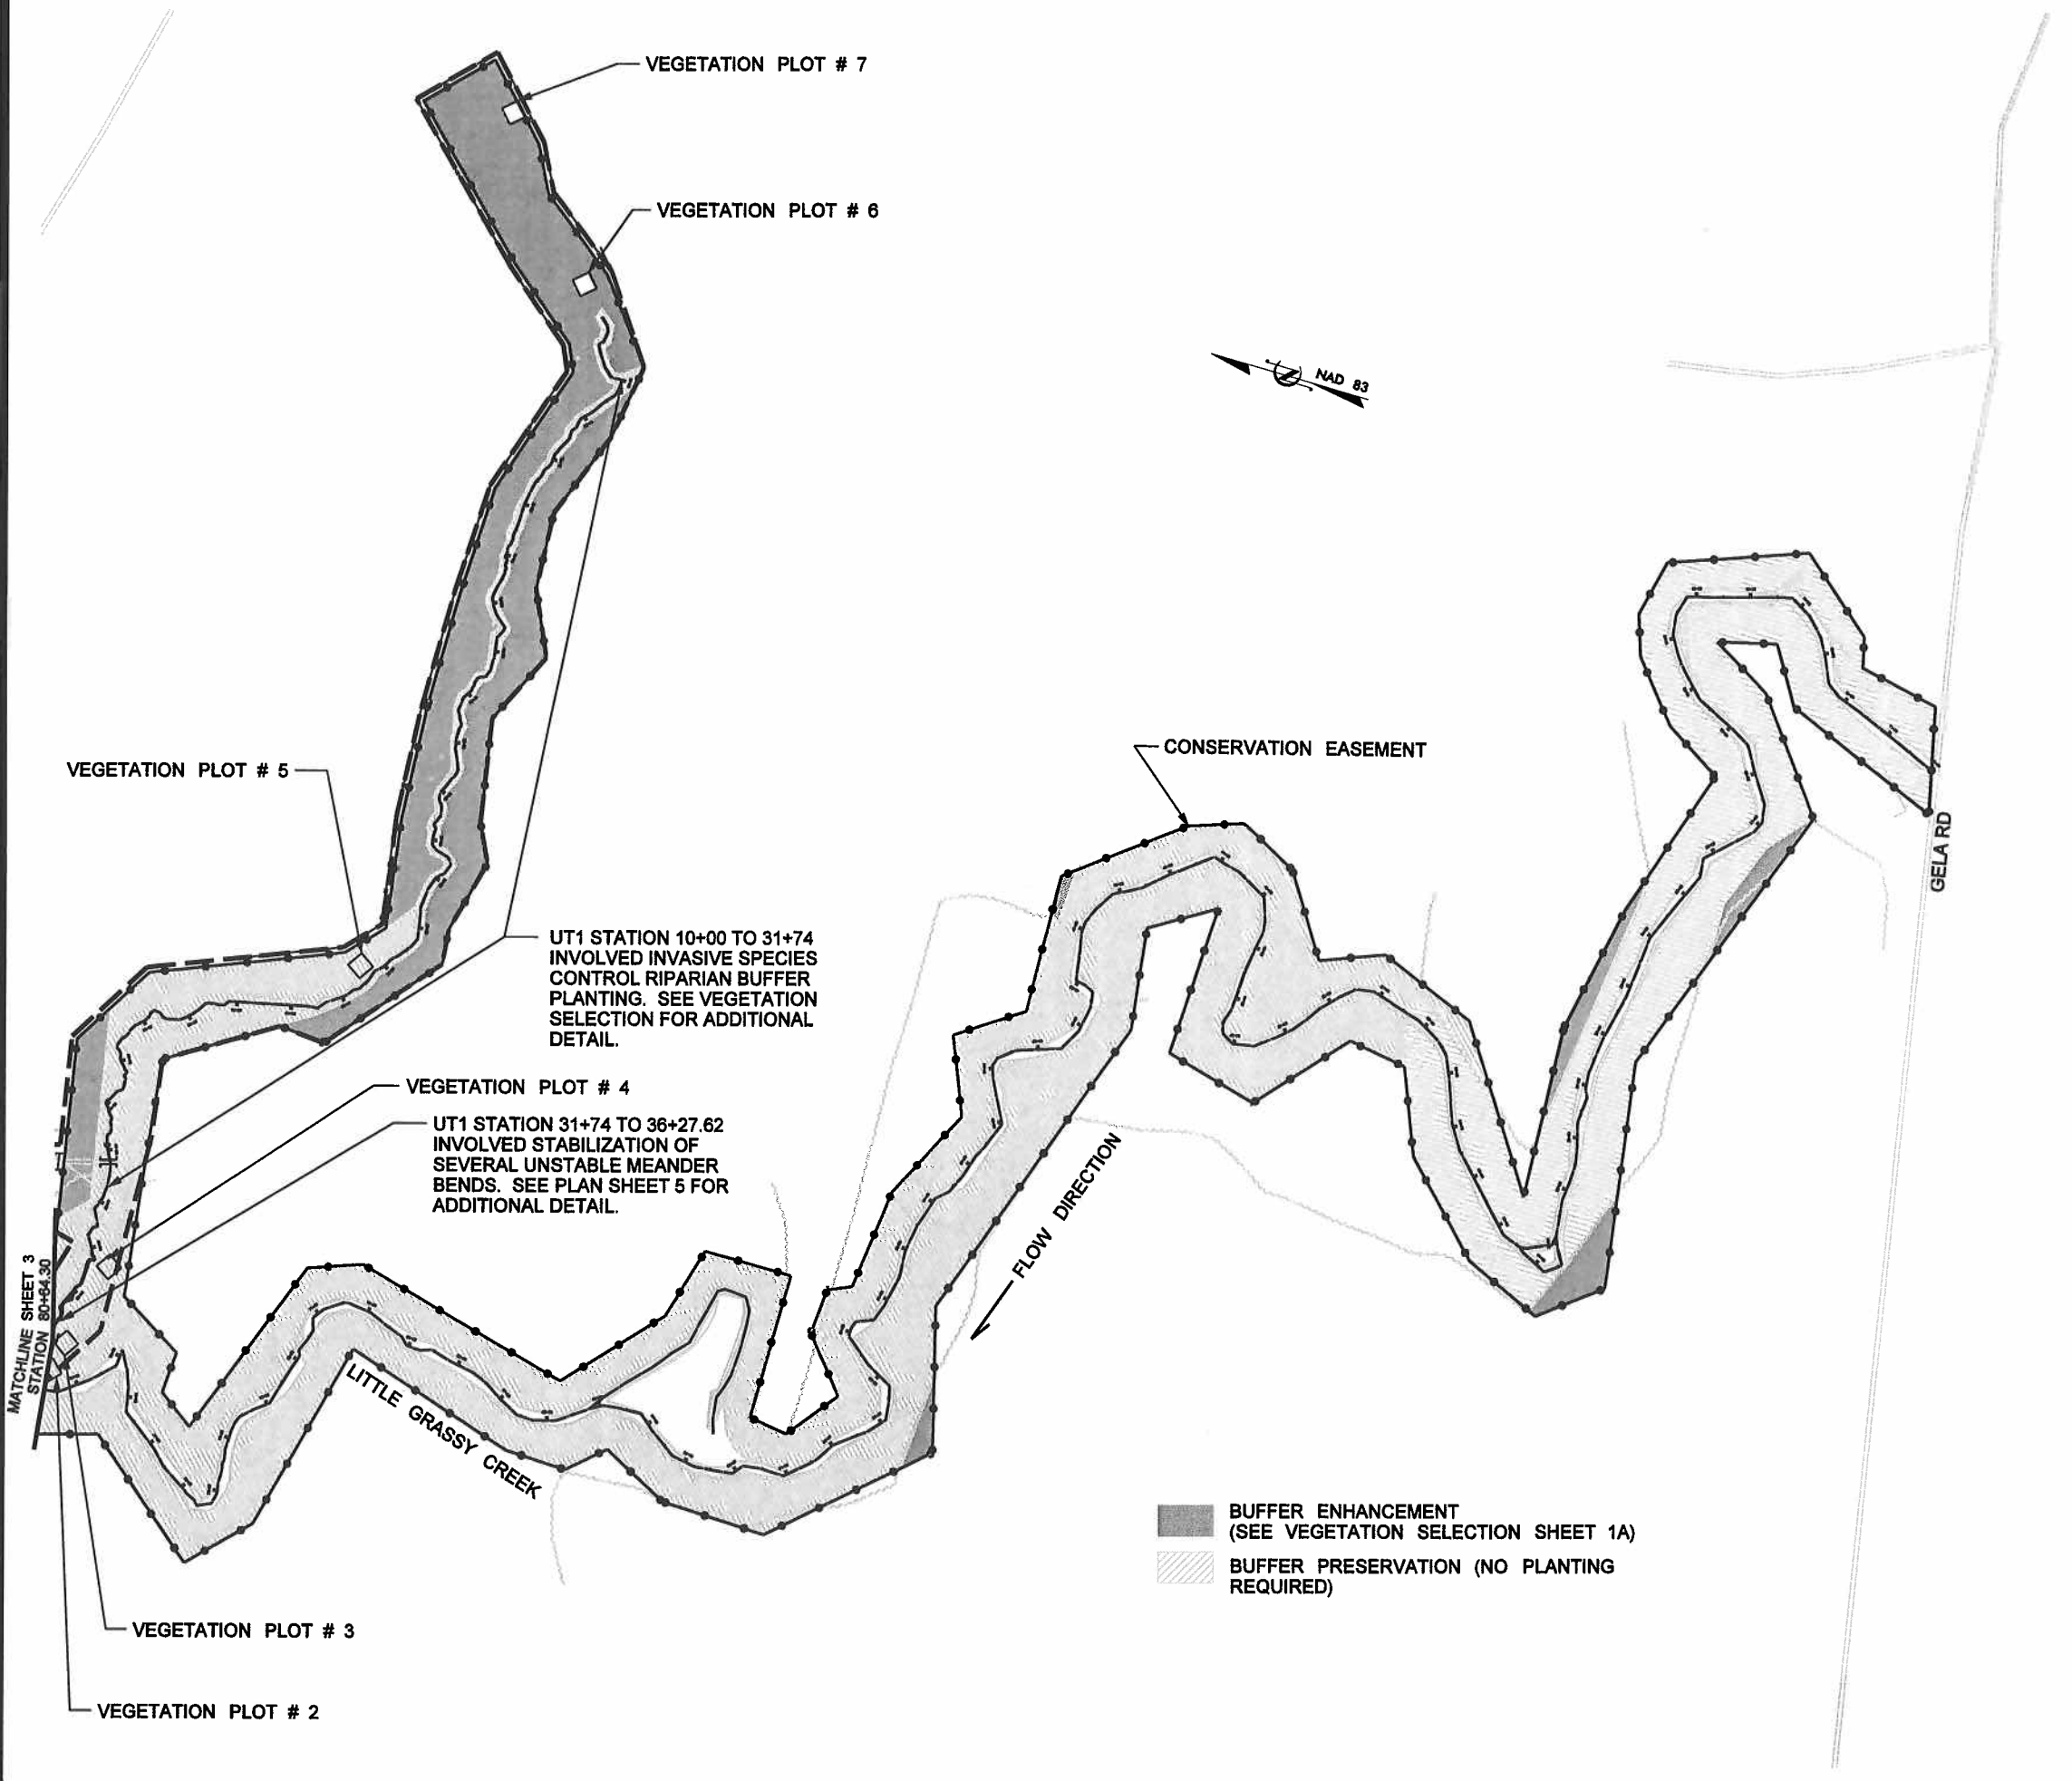 VEGETATION PLOT # 7
VEGETATION PLOT # 6
NAD 83
VEGETATION PLOT # 5
CONSERVATION EASEMENT
GELA RD
UT1 STATION 10+00 TO 31+74
INVOLVED INVASIVE SPECIES
CONTROL RIPARIAN BUFFER
PLANTING. SEE VEGETATION
SELECTION FOR ADDITIONAL
DETAIL.
VEGETATION PLOT # 4
UT1 STATION 31+74 TO 36+27.62
INVOLVED STABILIZATION OF
SEVERAL UNSTABLE MEANDER
BENDS. SEE PLAN SHEET 5 FOR
ADDITIONAL DETAIL.
FLOW DIRECTION
MATCHLINE SHEET 3
STATION 80+64.30
LITTLE GRASSY CREEK
BUFFER ENHANCEMENT
(SEE VEGETATION SELECTION SHEET 1A)
BUFFER PRESERVATION (NO PLANTING
REQUIRED)
VEGETATION PLOT # 3
VEGETATION PLOT # 2